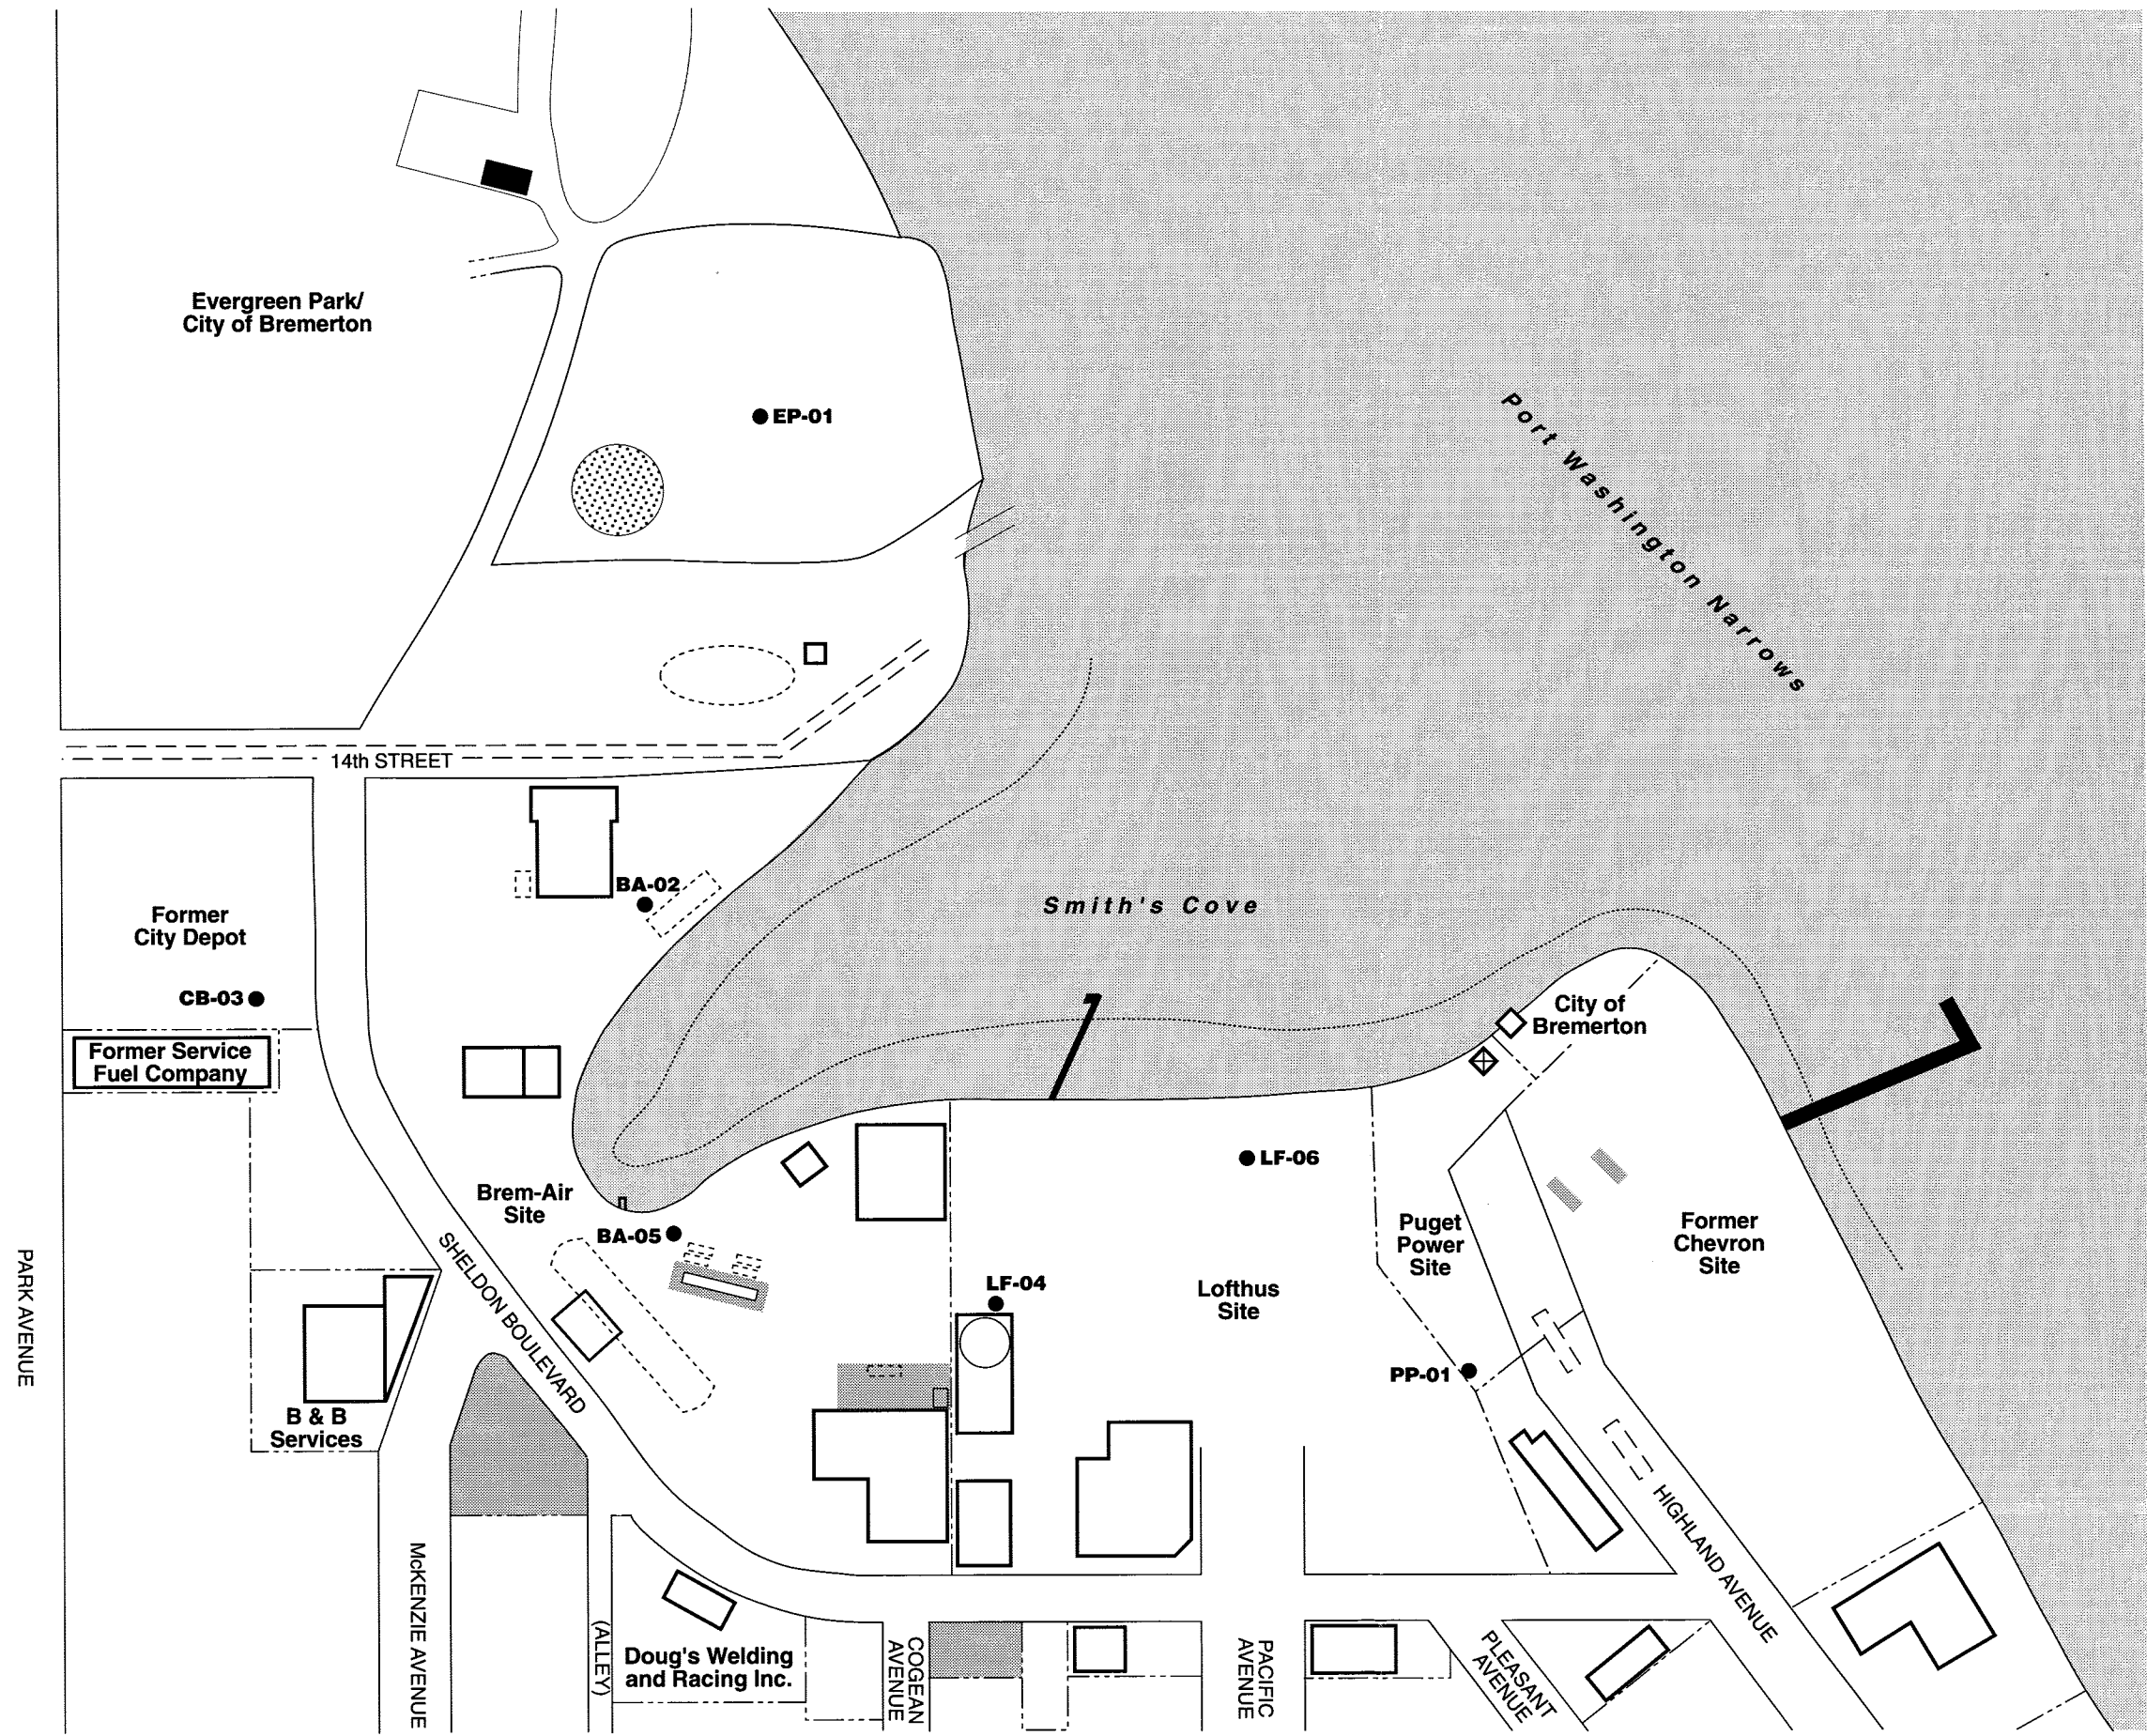 Evergreen Park/
City of Bremerton
EP-01
Port Washington Narrows
14th STREET
BA-02
Former
City Depot
Smith's Cove
CB-03
City of
Bremerton
Former Service
Fuel Company
LF-06
Brem-Air
Site
BA-05
Puget
Power
Site
Former
Chevron
Site
PARK AVENUE
SHELDON BOULEVARD
LF-04
Lofthus
Site
PP-01
B & B
Services
HIGHLAND AVENUE
McKENZIE AVENUE
(ALLEY)
Doug's Welding
and Racing Inc.
COGEAN
AVENUE
PACIFIC
AVENUE
PLEASANT
AVENUE